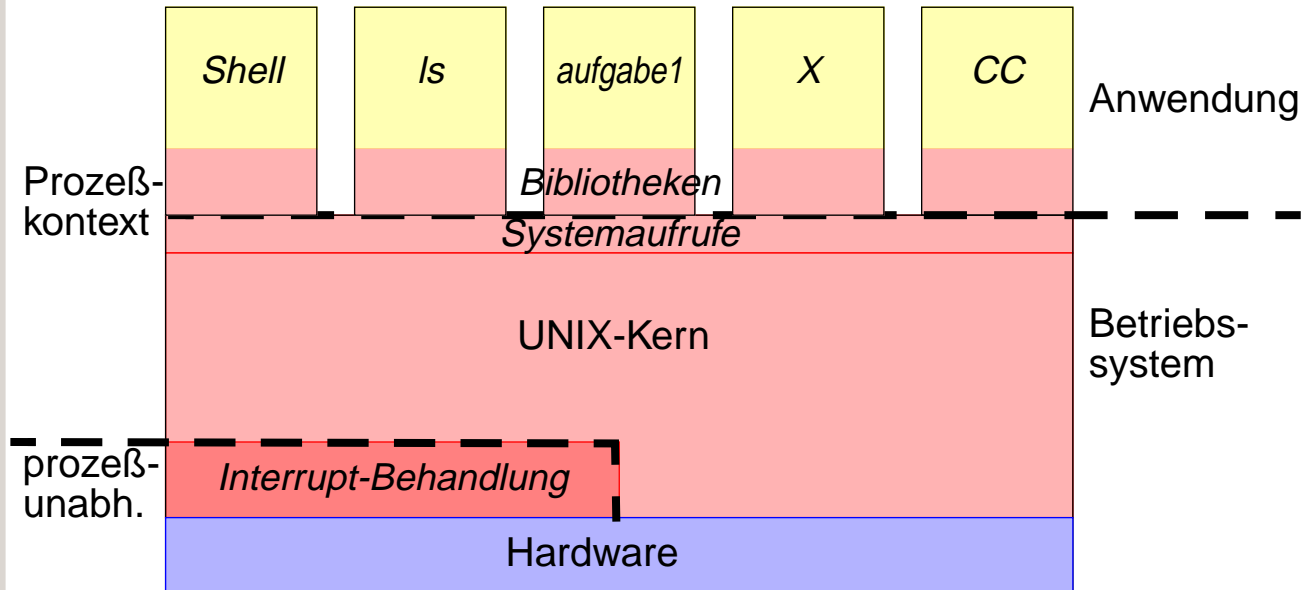 Shell ls aufgabe1 X CC
Anwendung
Prozeß-
kontext
Bibliotheken
Systemaufrufe
UNIX-Kern
Betriebs-
system
prozeß-
unabh.
Interrupt-Behandlung
Hardware